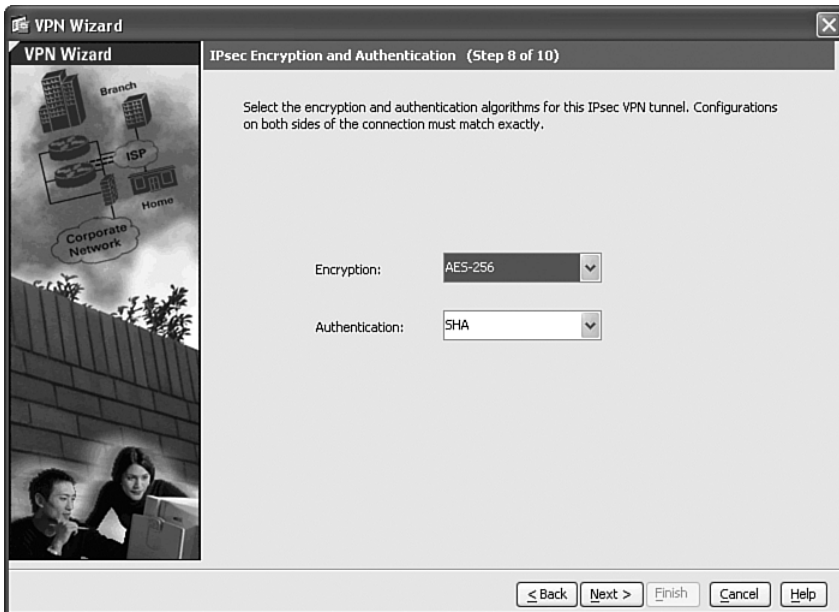 VPN Wizard
VPN Wizard
IPsec Encryption and Authentication (Step 8 of 10)
Branch
ISP
Home
Corporate
Network
Select the encryption and authentication algorithms for this IPsec VPN tunnel. Configurations
on both sides of the connection must match exactly.
Encryption:
AES-256
Authentication:
SHA
< Back
Next >
Finish
Cancel
Help